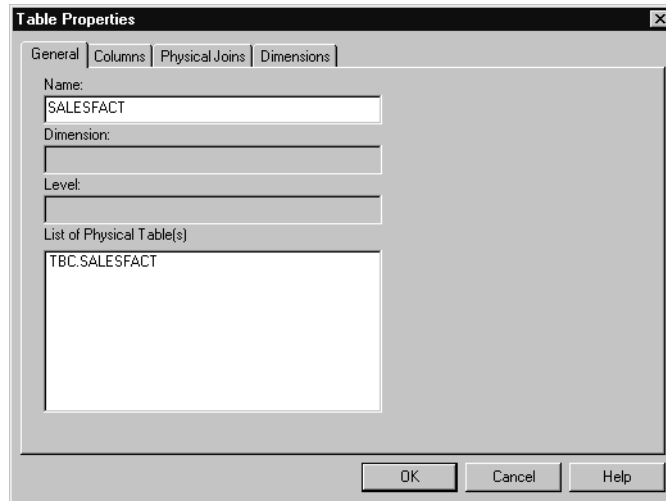 Table Properties
General Columns Physical Joins Dimensions
Name:
SALESFACT
Dimension:
Level:
List of Physical Table(s)
TBC.SALESFACT
OK Cancel Help